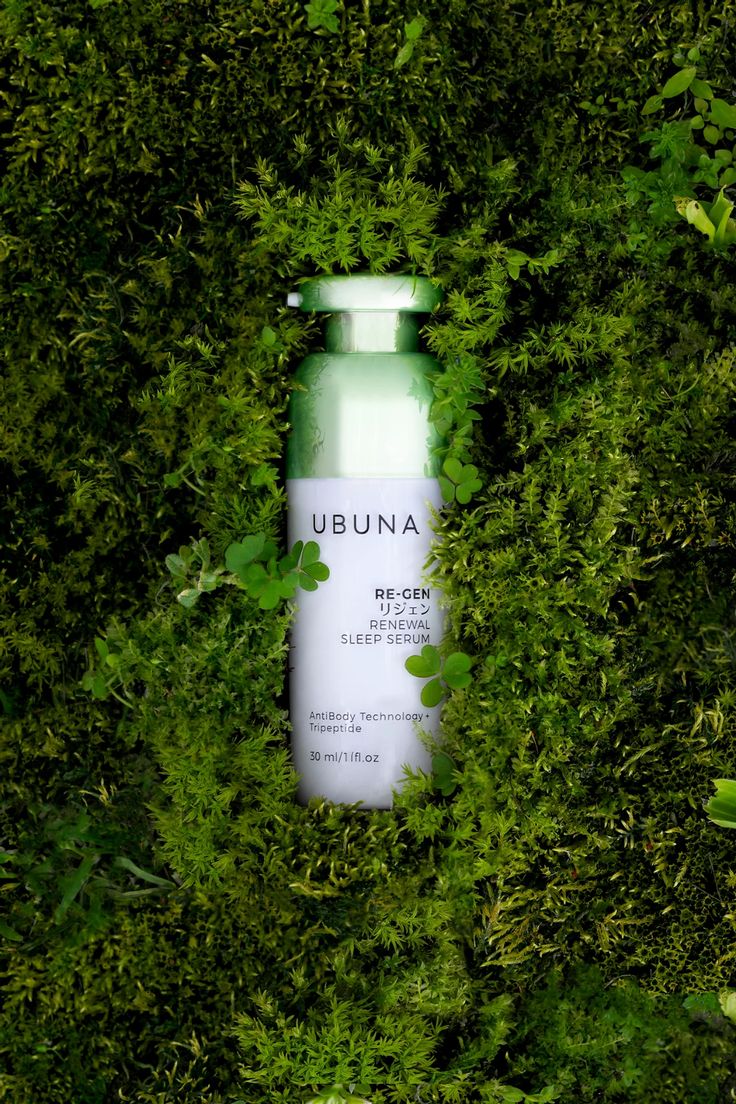 UBUNA
RE-GEN
リジェン
RENEWAL
SLEEP SERUM
AntiBody Technology+
Tripeptide
30 ml/1 fl.oz